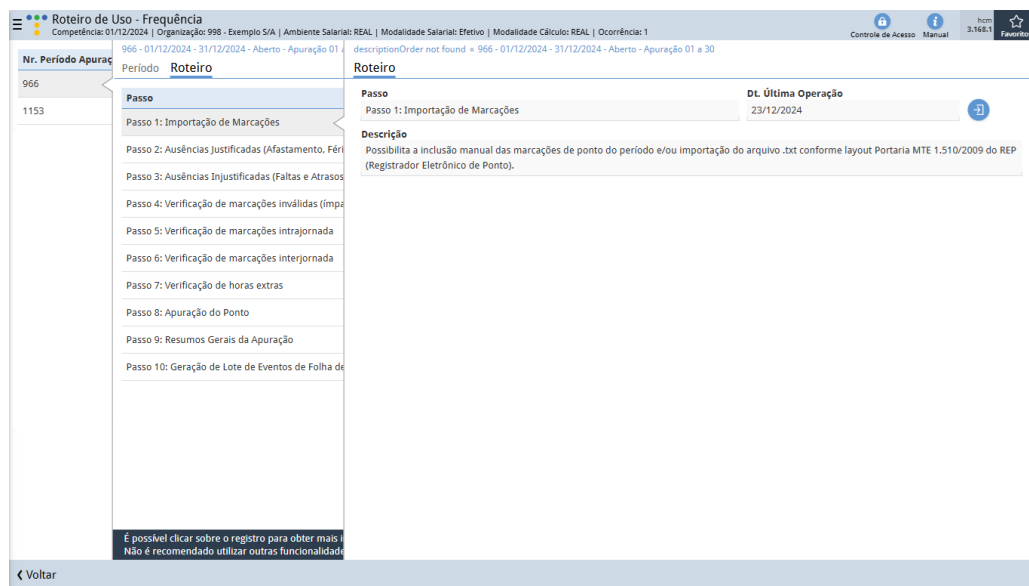 Roteiro de Uso - Frequência
Competência: 01/12/2024 | Organização: 998 - Exemplo S/A | Ambiente Salarial: REAL | Modalidade Salarial: Efetivo | Modalidade Cálculo: REAL | Ocorrência: 1
Controle de Acesso
Manual
hcm
3.168.1
Favorito
Nr. Período Apuraç
966
1153
966 - 01/12/2024 - 31/12/2024 - Aberto - Apuração 01
Período Roteiro
Passo
Passo 1: Importação de Marcações
Passo 2: Ausências Justificadas (Afastamento, Féri
Passo 3: Ausências Injustificadas (Faltas e Atrasos
Passo 4: Verificação de marcações inválidas (ímpa
Passo 5: Verificação de marcações intrajornada
Passo 6: Verificação de marcações interjornada
Passo 7: Verificação de horas extras
Passo 8: Apuração do Ponto
Passo 9: Resumos Gerais da Apuração
Passo 10: Geração de Lote de Eventos de Folha de
É possível clicar sobre o registro para obter mais i
Não é recomendado utilizar outras funcionalidade
descriptionOrder not found « 966 - 01/12/2024 - 31/12/2024 - Aberto - Apuração 01 a 30
Roteiro
Passo
Passo 1: Importação de Marcações
Dt. Última Operação
23/12/2024
Descrição
Possibilita a inclusão manual das marcações de ponto do período e/ou importação do arquivo .txt conforme layout Portaria MTE 1.510/2009 do REP
(Registrador Eletrônico de Ponto).
Voltar